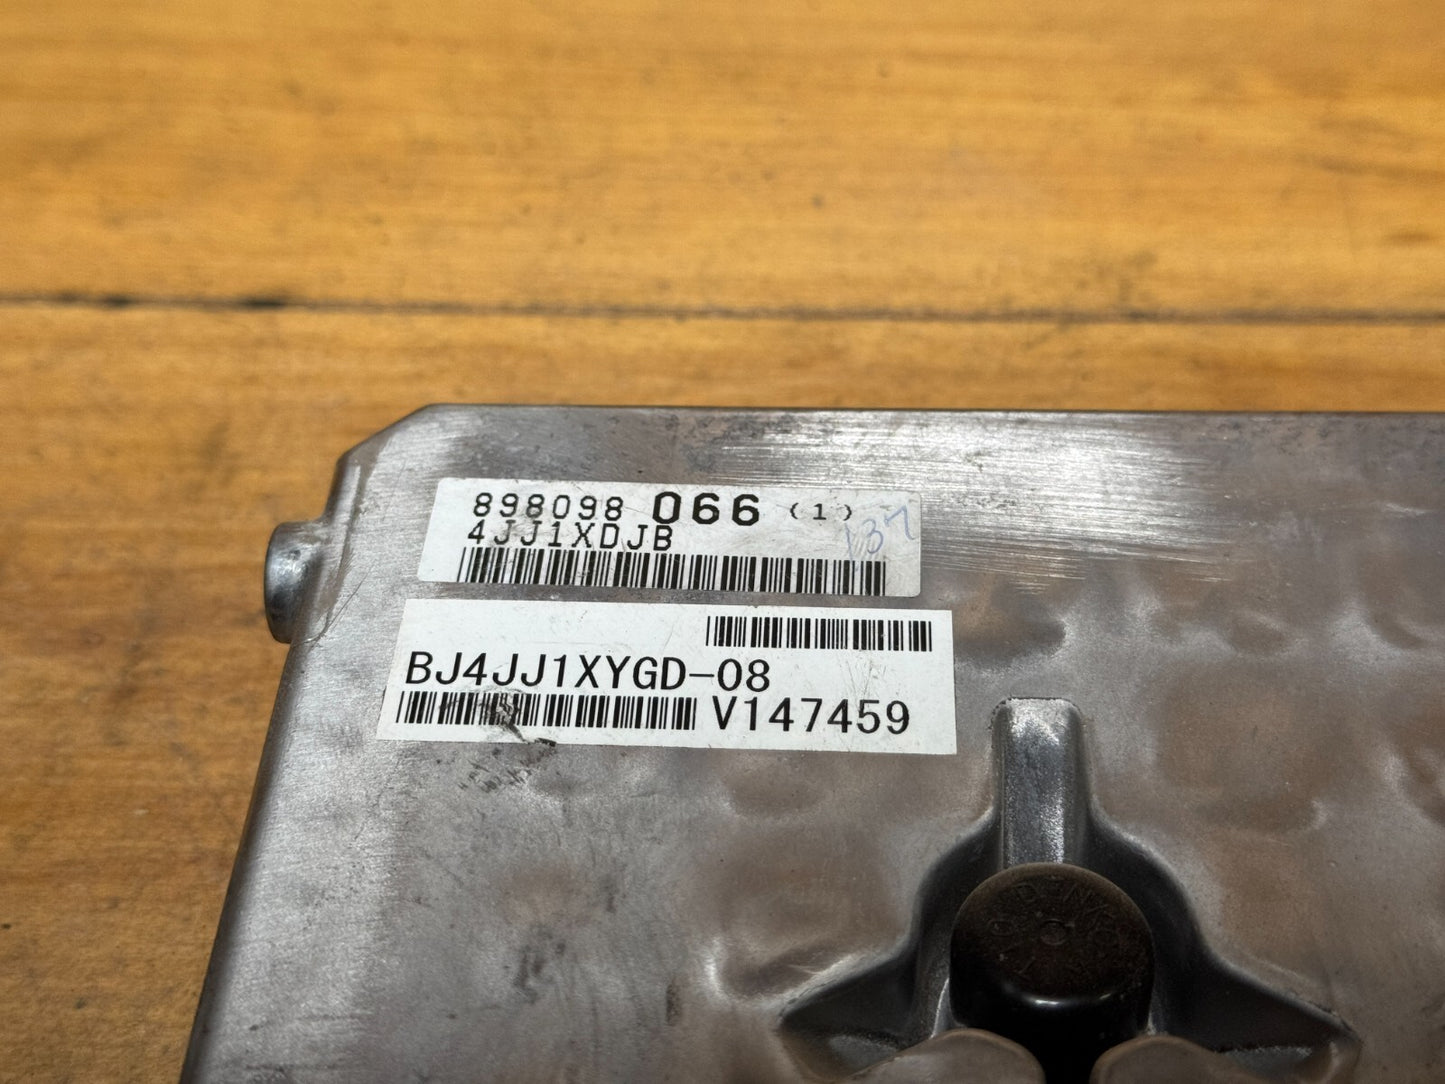 898098 066 (1)
4JJ1XDJB
137
BJ4JJ1XYGD-08
V147459